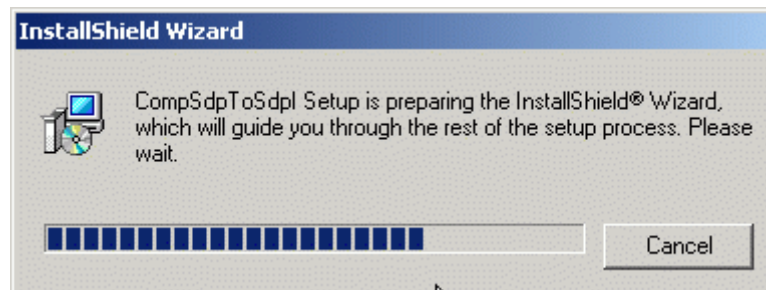 InstallShield Wizard
CompSdpToSdpl Setup is preparing the InstallShield® Wizard,
which will guide you through the rest of the setup process. Please
wait.
Cancel